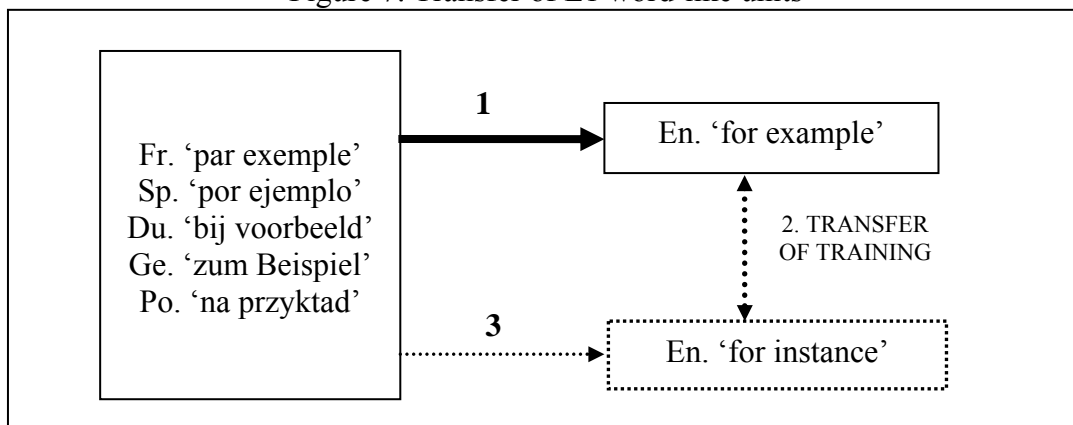 Figure 7. Transfer of L1 word-like units
Fr. ‘par exemple’
Sp. ‘por ejemplo’
Du. ‘bij voorbeeld’
Ge. ‘zum Beispiel’
Po. ‘na przyktad’
1
En. ‘for example’
2. TRANSFER
OF TRAINING
3
En. ‘for instance’